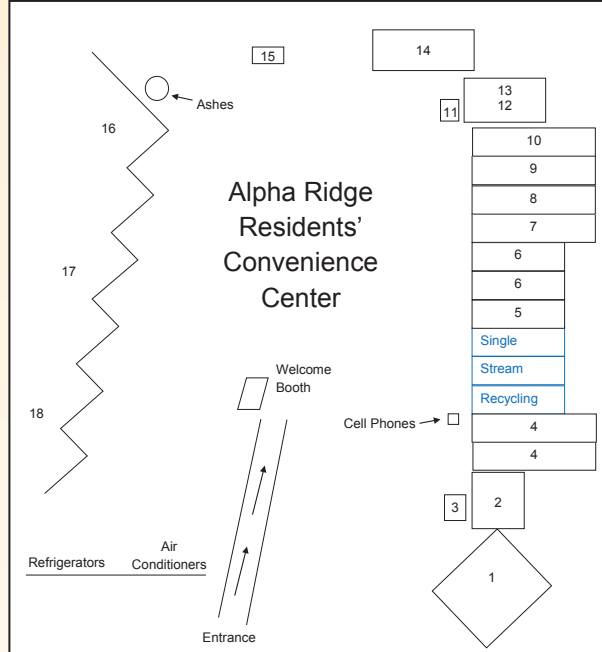 14
15
13
12
11
Ashes
16
10
9
8
7
Alpha Ridge
Residents'
Convenience
Center
6
6
5
17
Single
Stream
Recycling
Welcome
Booth
18
Cell Phones
4
4
3
2
Air
Refrigerators Conditioners
1
Entrance